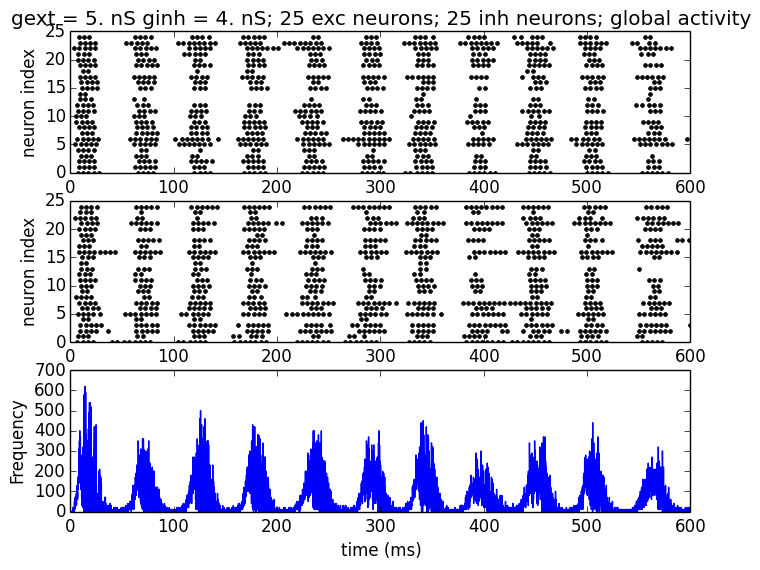 gext = 5. nS ginh = 4. nS; 25 exc neurons; 25 inh neurons; global activity
25
20
15
10
5
0
neuron index
0 100 200 300 400 500 600
25
20
15
10
5
0
neuron index
0 100 200 300 400 500 600
700
600
500
400
300
200
100
0
Frequency
0 100 200 300 400 500 600
time (ms)